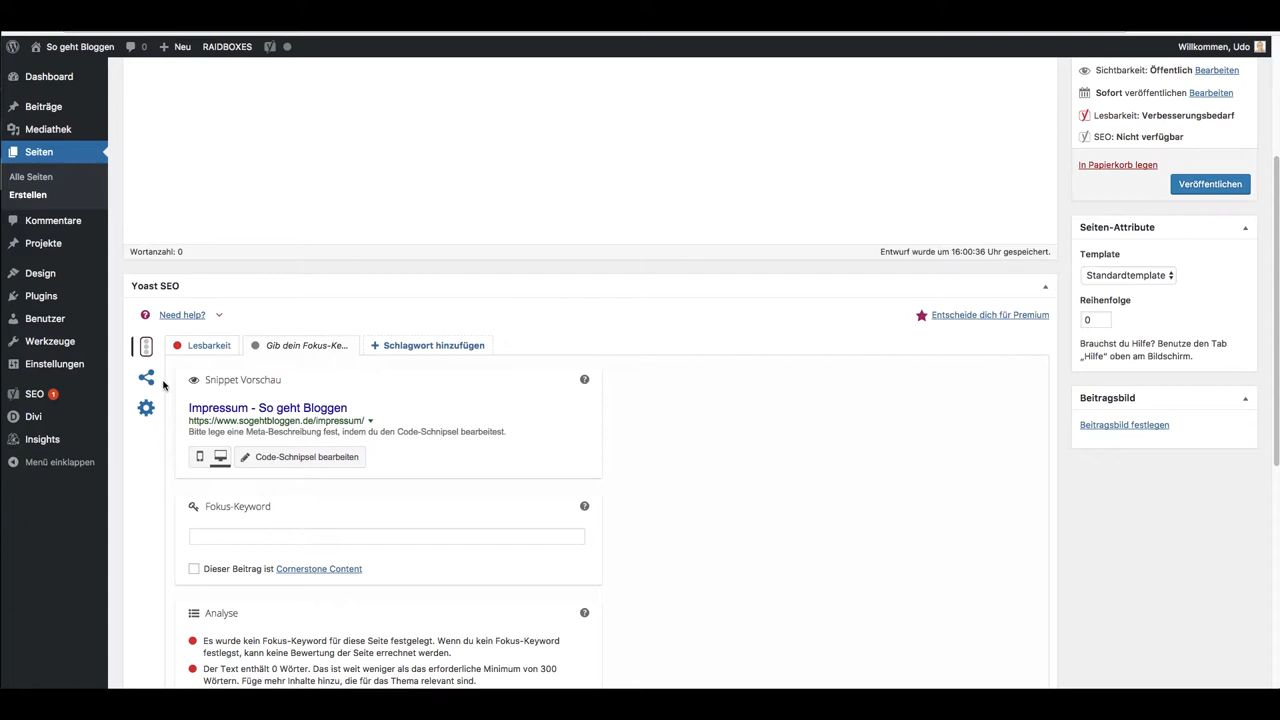 So geht Bloggen 0 Neu RAIDBOXES Willkommen, Udo
Dashboard
Beiträge
Mediathek
Seiten
Alle Seiten
Erstellen
Kommentare
Projekte
Design
Plugins
Benutzer
Werkzeuge
Einstellungen
SEO 1
Divi
Insights
Menü einklappen
Wortanzahl: 0 Entwurf wurde um 16:00:36 Uhr gespeichert.
Yoast SEO
Need help? Entscheide dich für Premium
Lesbarkeit Gib dein Fokus-Ke... Schlagwort hinzufügen
Snippet Vorschau
Impressum - So geht Bloggen
https://www.sogehtbloggen.de/impressum/
Bitte lege eine Meta-Beschreibung fest, indem du den Code-Schnipsel bearbeitest.
Code-Schnipsel bearbeiten
Fokus-Keyword
Dieser Beitrag ist Cornerstone Content
Analyse
Es wurde kein Fokus-Keyword für diese Seite festgelegt. Wenn du kein Fokus-Keyword
festlegst, kann keine Bewertung der Seite errechnet werden.
Der Text enthält 0 Wörter. Das ist weit weniger als das erforderliche Minimum von 300
Wörtern. Füge mehr Inhalte hinzu, die für das Thema relevant sind.
Sichtbarkeit: Öffentlich Bearbeiten
Sofort veröffentlichen Bearbeiten
Lesbarkeit: Verbesserungsbedarf
SEO: Nicht verfügbar
In Papierkorb legen
Veröffentlichen
Seiten-Attribute
Template
Standardtemplate
Reihenfolge
0
Brauchst du Hilfe? Benutze den Tab
„Hilfe" oben am Bildschirm.
Beitragsbild
Beitragsbild festlegen